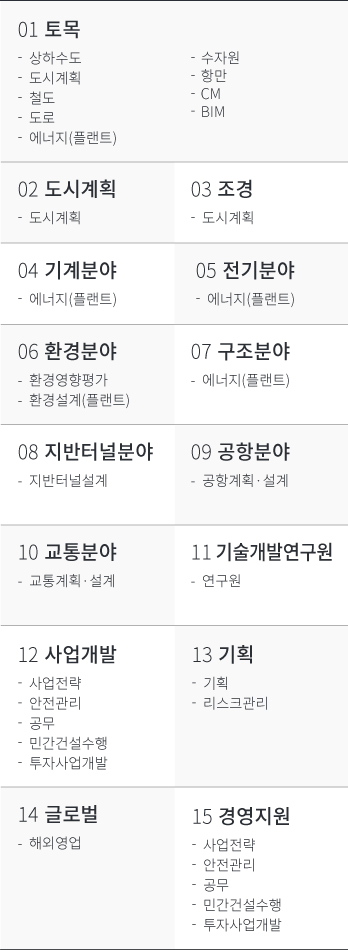 01 토목
- 상하수도
- 도시계획
- 철도
- 도로
- 에너지(플랜트)
- 수자원
- 항만
- CM
- BIM
02 도시계획
- 도시계획
03 조경
- 도시계획
04 기계분야
- 에너지(플랜트)
05 전기분야
- 에너지(플랜트)
06 환경분야
- 환경영향평가
- 환경설계(플랜트)
07 구조분야
- 에너지(플랜트)
08 지반터널분야
- 지반터널설계
09 공항분야
- 공항계획·설계
10 교통분야
- 교통계획·설계
11 기술개발연구원
- 연구원
12 사업개발
- 사업전략
- 안전관리
- 공무
- 민간건설수행
- 투자사업개발
13 기획
- 기획
- 리스크관리
14 글로벌
- 해외영업
15 경영지원
- 사업전략
- 안전관리
- 공무
- 민간건설수행
- 투자사업개발